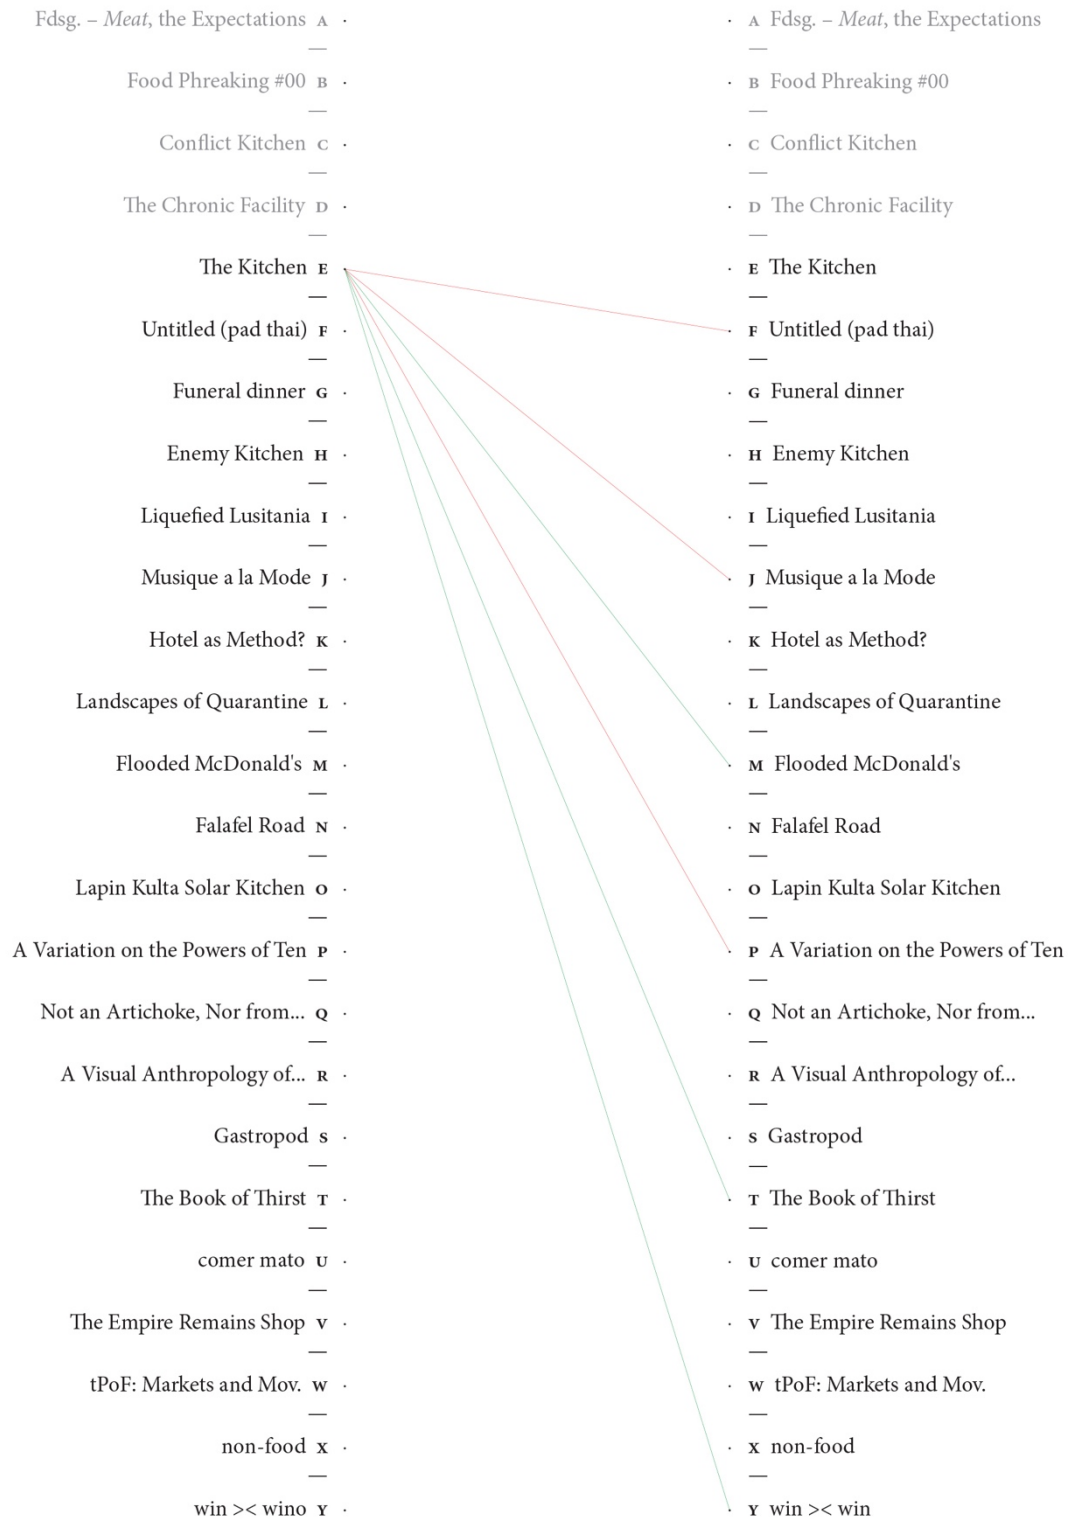 Fdsg. – Meat, the Expectations A · · A Fdsg. – Meat, the Expectations
—  —
Food Phreaking #00 B · · B Food Phreaking #00
—  —
Conflict Kitchen C · · C Conflict Kitchen
—  —
The Chronic Facility D · · D The Chronic Facility
—  —
The Kitchen E · · E The Kitchen
—  —
Untitled (pad thai) F · · F Untitled (pad thai)
—  —
Funeral dinner G · · G Funeral dinner
—  —
Enemy Kitchen H · · H Enemy Kitchen
—  —
Liquefied Lusitania I · · I Liquefied Lusitania
—  —
Musique a la Mode J · · J Musique a la Mode
—  —
Hotel as Method? K · · K Hotel as Method?
—  —
Landscapes of Quarantine L · · L Landscapes of Quarantine
—  —
Flooded McDonald's M · · M Flooded McDonald's
—  —
Falafel Road N · · N Falafel Road
—  —
Lapin Kulta Solar Kitchen O · · O Lapin Kulta Solar Kitchen
—  —
A Variation on the Powers of Ten P · · P A Variation on the Powers of Ten
—  —
Not an Artichoke, Nor from... Q · · Q Not an Artichoke, Nor from...
—  —
A Visual Anthropology of... R · · R A Visual Anthropology of...
—  —
Gastropod S · · S Gastropod
—  —
The Book of Thirst T · · T The Book of Thirst
—  —
comer mato U · · U comer mato
—  —
The Empire Remains Shop V · · V The Empire Remains Shop
—  —
tPoF: Markets and Mov. W · · W tPoF: Markets and Mov.
—  —
non-food X · · X non-food
—  —
win >< wino Y · · Y win >< win